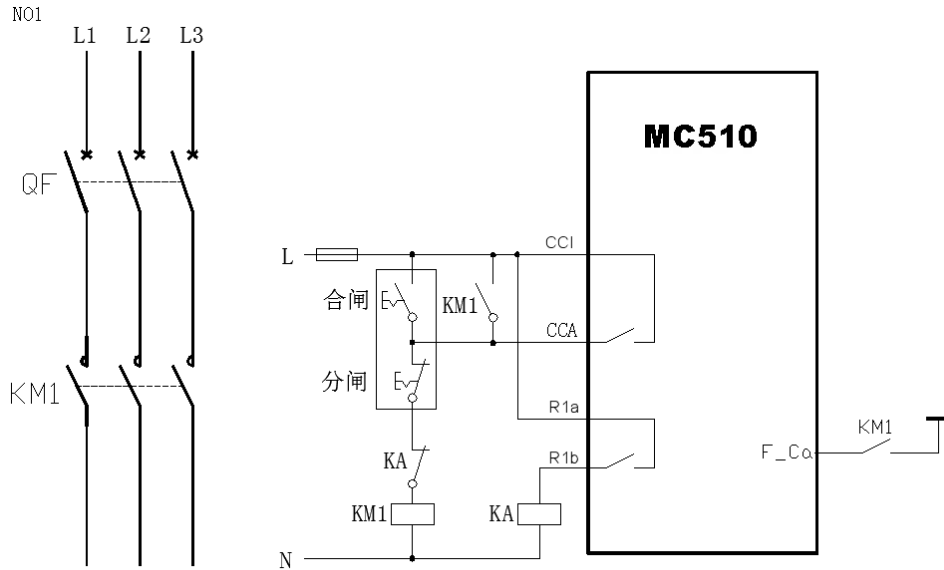 NO1
L1 L2 L3
MC510
QF
L
CCI
合闸
KM1
CCA
分闸
KM1
R1a
KM1
F_Ca
KA
R1b
KM1
KA
N